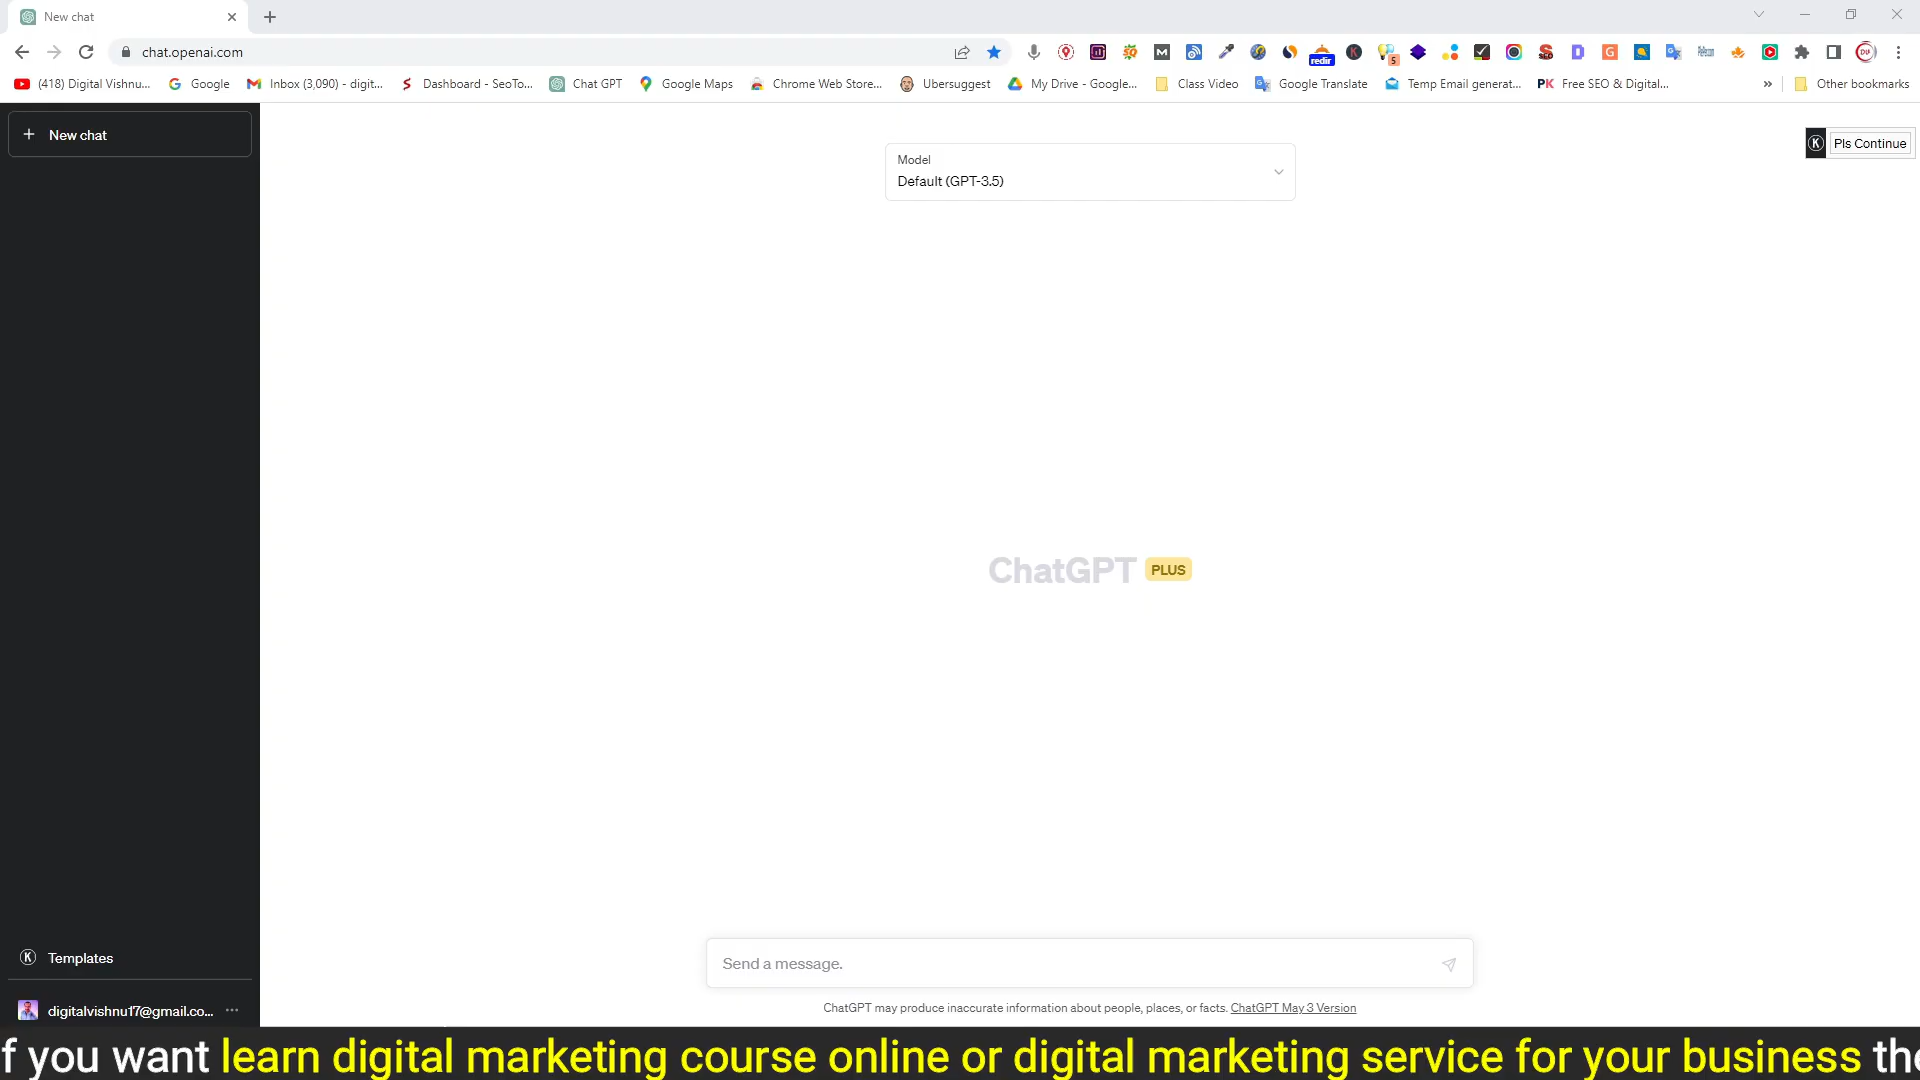 New chat
chat.openai.com
redir
5
(418) Digital Vishnu...
Google
Inbox (3,090) - digit...
Dashboard - SeoTo...
Chat GPT
Google Maps
Chrome Web Store...
Ubersuggest
My Drive - Google...
Class Video
Google Translate
Temp Email generat...
PK Free SEO & Digital...
»
Other bookmarks
+ New chat
Model
Default (GPT-3.5)
K Pls Continue
ChatGPT PLUS
K Templates
Send a message.
digitalvishnu17@gmail.co...
ChatGPT may produce inaccurate information about people, places, or facts. ChatGPT May 3 Version
f you want learn digital marketing course online or digital marketing service for your business the